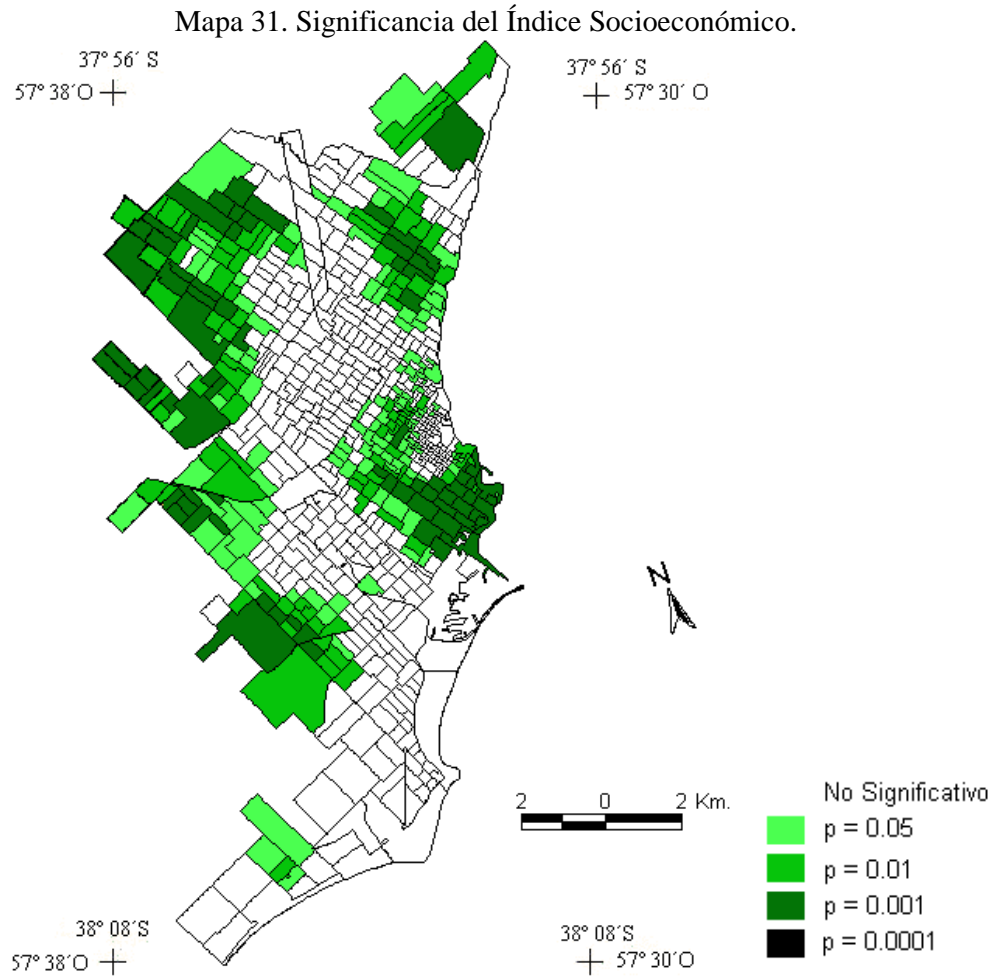 Mapa 31. Significancia del Índice Socioeconómico.
37° 56´ S
57° 38´O
37° 56´ S
57° 30´ O
N
2 0 2 Km.
No Significativo
p = 0.05
p = 0.01
p = 0.001
p = 0.0001
38° 08´S
57° 38´O
38° 08´S
57° 30´O